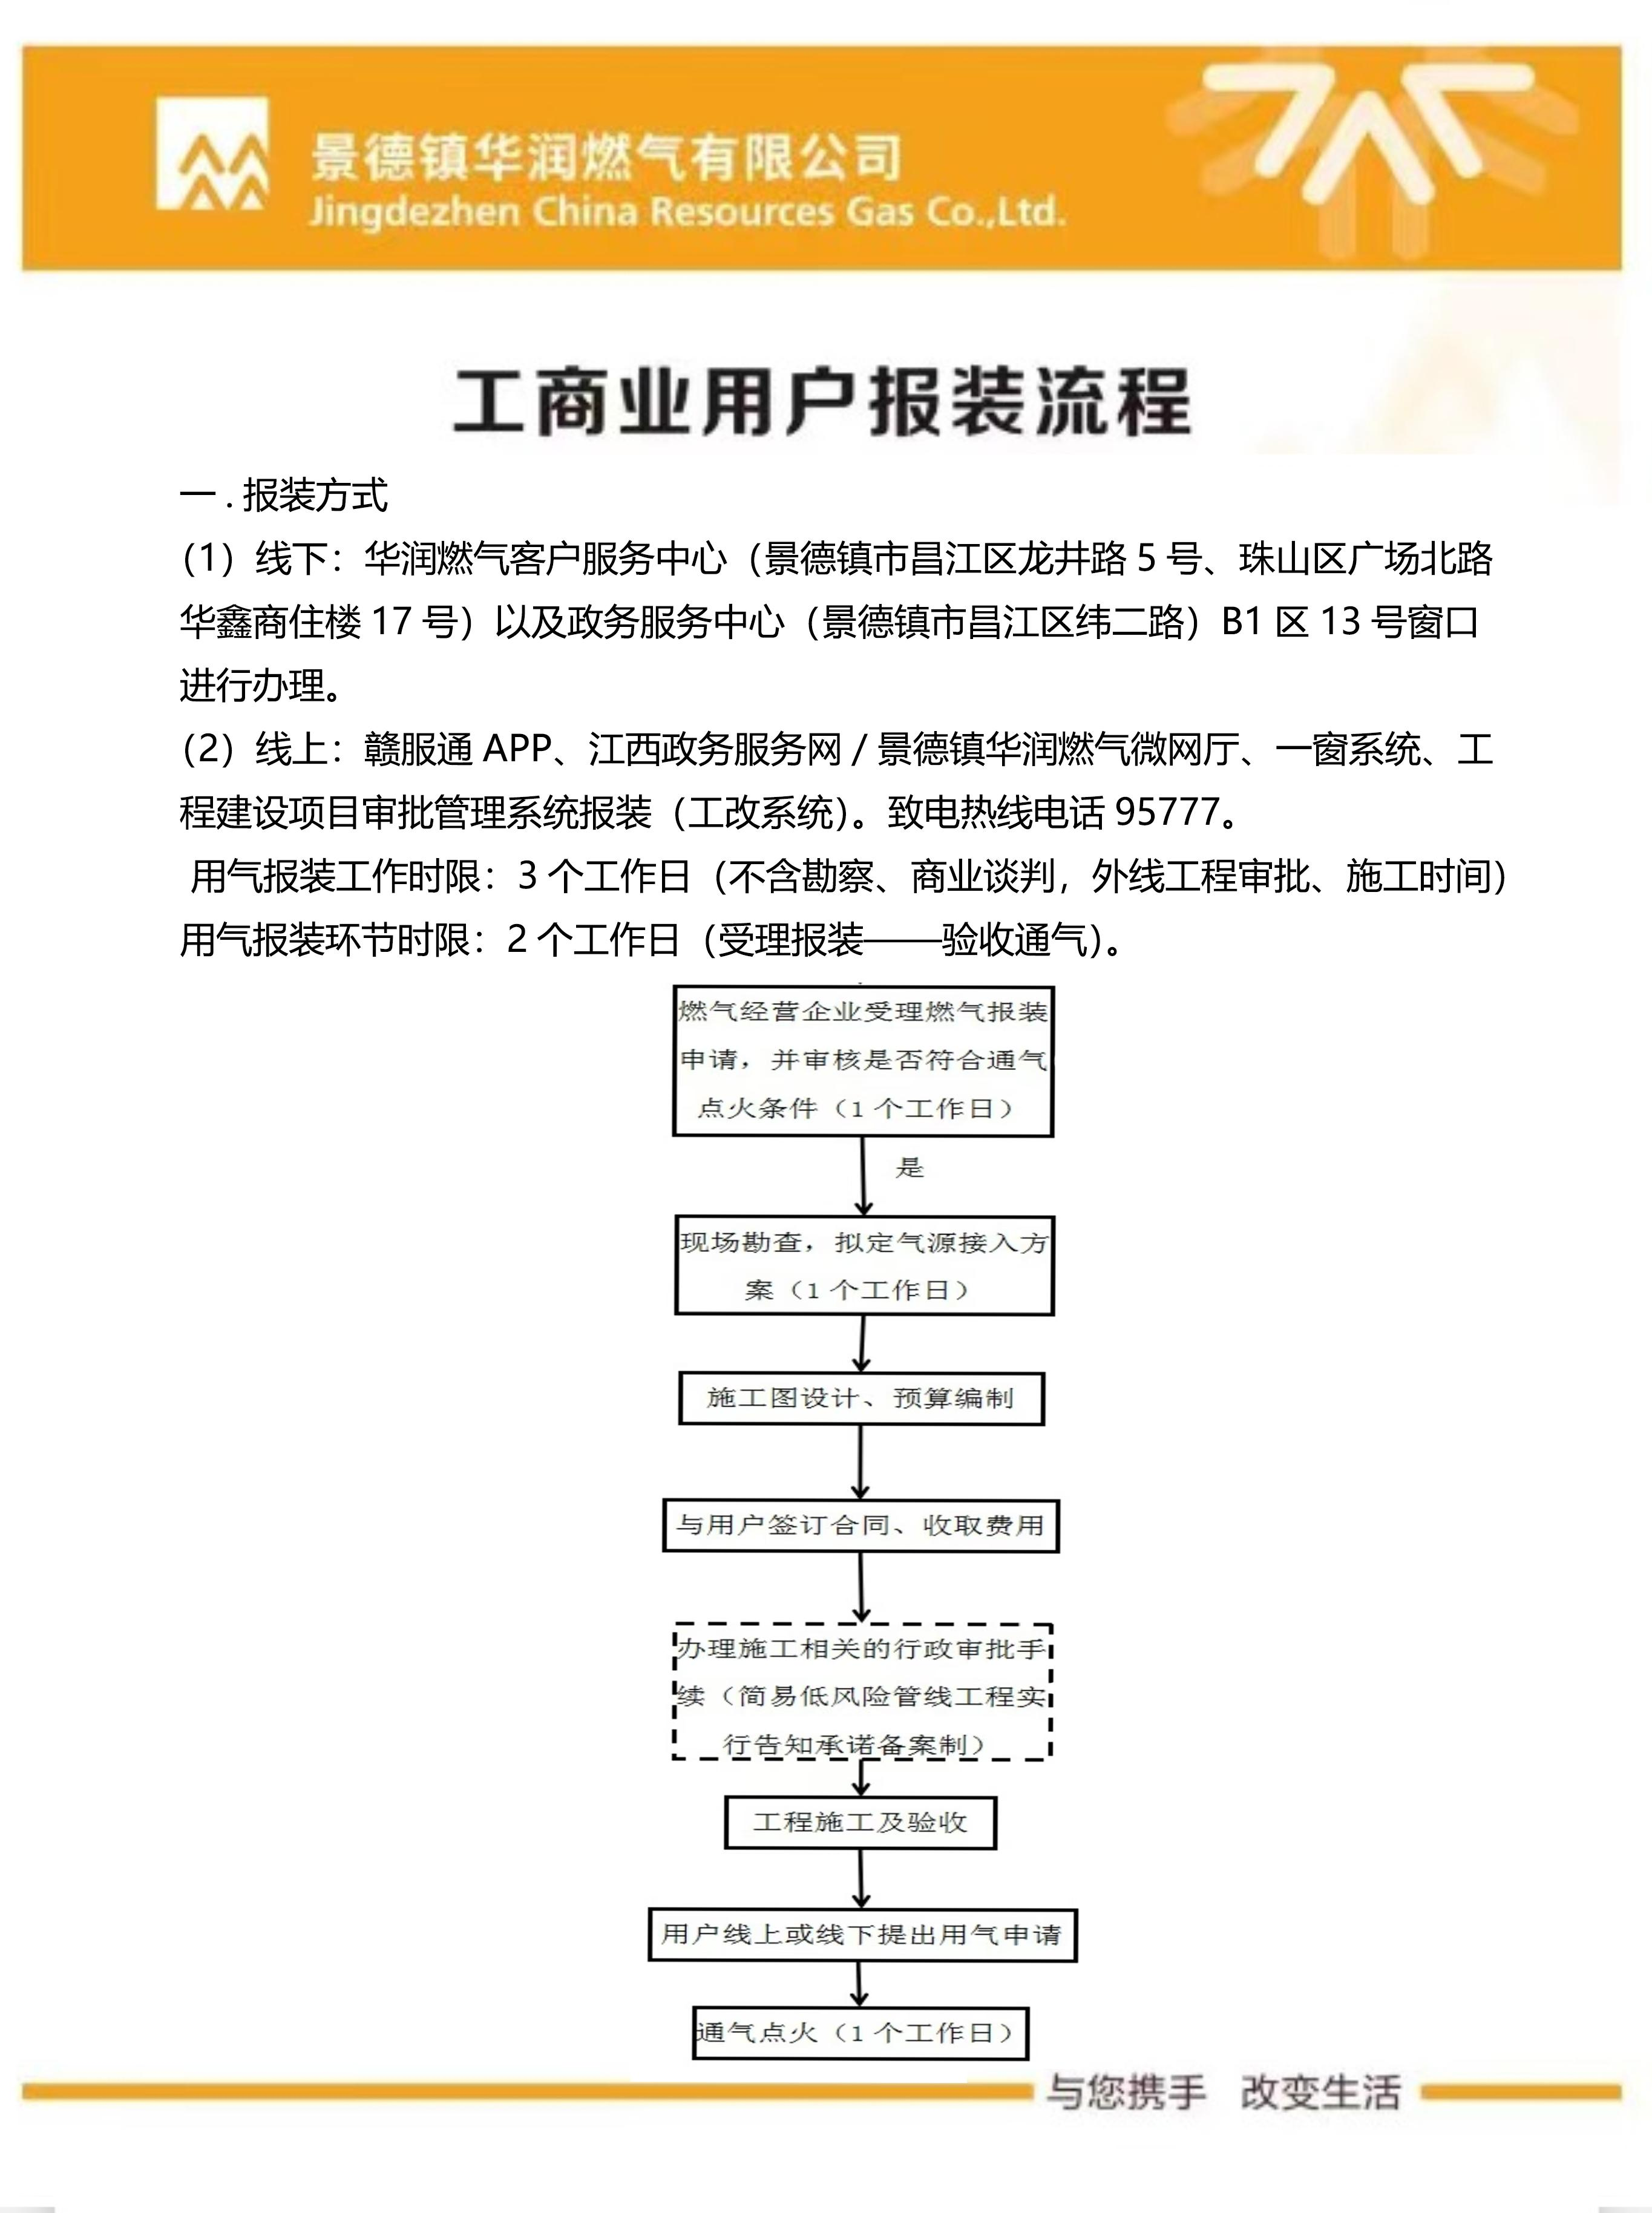 景德镇华润燃气有限公司
Jingdezhen China Resources Gas Co.,Ltd.
工商业用户报装流程
一 . 报装方式
（1）线下：华润燃气客户服务中心（景德镇市昌江区龙井路 5 号、珠山区广场北路
华鑫商住楼 17 号）以及政务服务中心（景德镇市昌江区纬二路）B1 区 13 号窗口
进行办理。
（2）线上：赣服通 APP、江西政务服务网 / 景德镇华润燃气微网厅、一窗系统、工
程建设项目审批管理系统报装（工改系统）。致电热线电话 95777。
用气报装工作时限：3 个工作日（不含勘察、商业谈判，外线工程审批、施工时间）
用气报装环节时限：2 个工作日（受理报装——验收通气）。
燃气经营企业受理燃气报装
申请，并审核是否符合通气
点火条件（1 个工作日）
是
现场勘查，拟定气源接入方
案（1 个工作日）
施工图设计、预算编制
与用户签订合同、收取费用
办理施工相关的行政审批手
续（简易低风险管线工程实
行告知承诺备案制）
工程施工及验收
用户线上或线下提出用气申请
通气点火（1 个工作日）
与您携手 改变生活